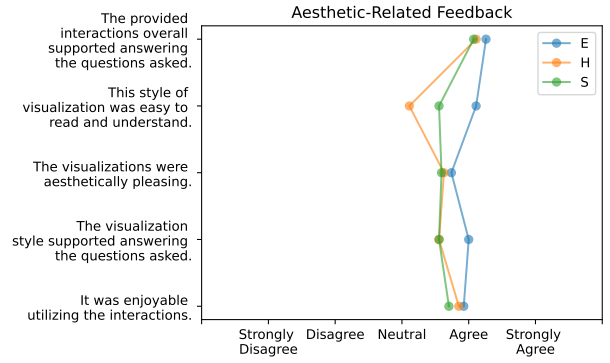 Aesthetic-Related Feedback
The provided
interactions overall
supported answering
the questions asked.
This style of
visualization was easy to
read and understand.
The visualizations were
aesthetically pleasing.
The visualization
style supported answering
the questions asked.
It was enjoyable
utilizing the interactions.
E
H
S
Strongly
Disagree
Disagree
Neutral
Agree
Strongly
Agree